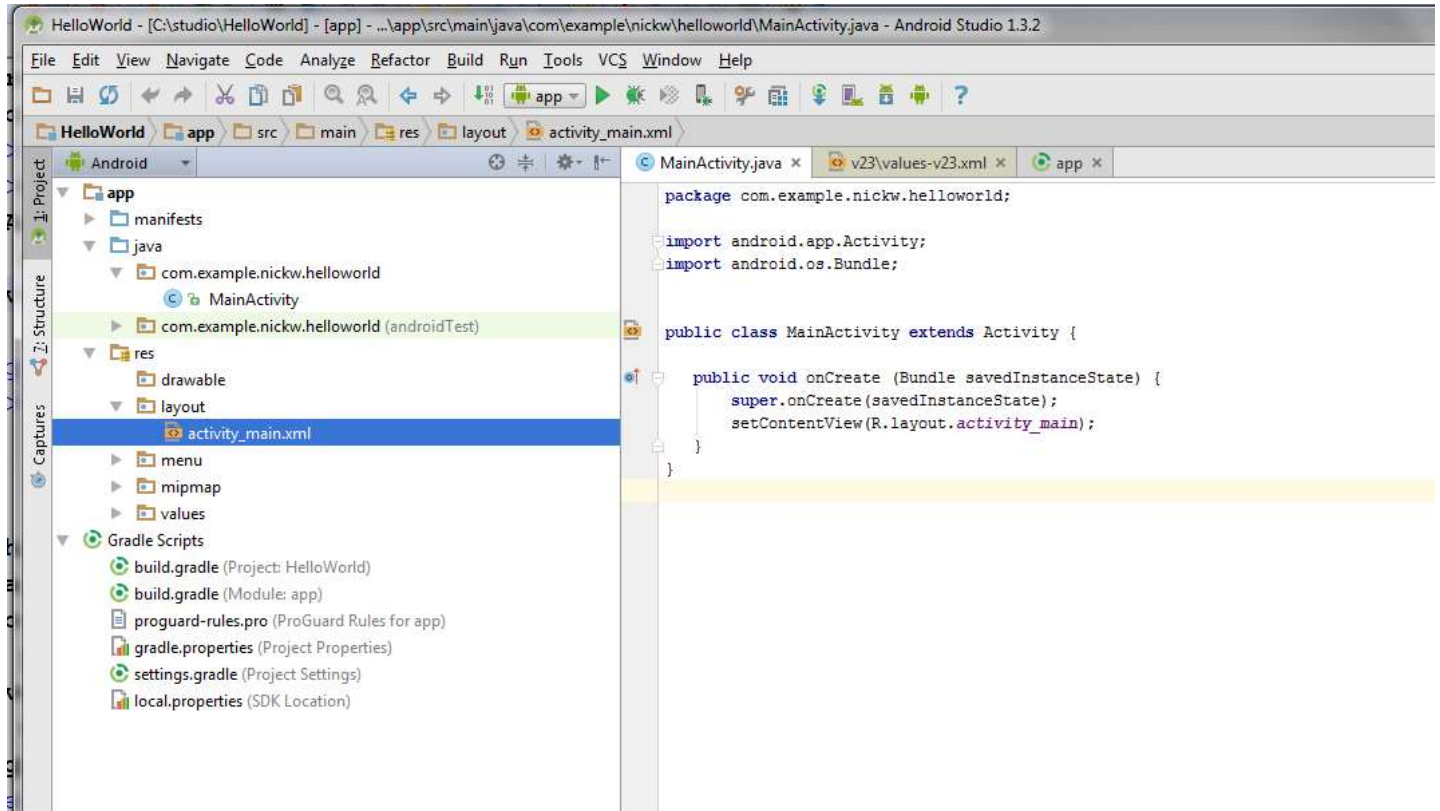 HelloWorld - [C:\studio\HelloWorld] - [app] - ...\app\src\main\java\com\example\nickw\helloworld\MainActivity.java - Android Studio 1.3.2
File Edit View Navigate Code Analyze Refactor Build Run Tools VCS Window Help
app
HelloWorld app src main res layout activity_main.xml
1: Project
7: Structure
Captures
Android
app
manifests
java
com.example.nickw.helloworld
MainActivity
com.example.nickw.helloworld (androidTest)
res
drawable
layout
activity_main.xml
menu
mipmap
values
Gradle Scripts
build.gradle (Project: HelloWorld)
build.gradle (Module: app)
proguard-rules.pro (ProGuard Rules for app)
gradle.properties (Project Properties)
settings.gradle (Project Settings)
local.properties (SDK Location)
MainActivity.java v23\values-v23.xml app
package com.example.nickw.helloworld;
import android.app.Activity;
import android.os.Bundle;
public class MainActivity extends Activity {
public void onCreate (Bundle savedInstanceState) {
super.onCreate(savedInstanceState);
setContentView(R.layout.activity_main);
}
}